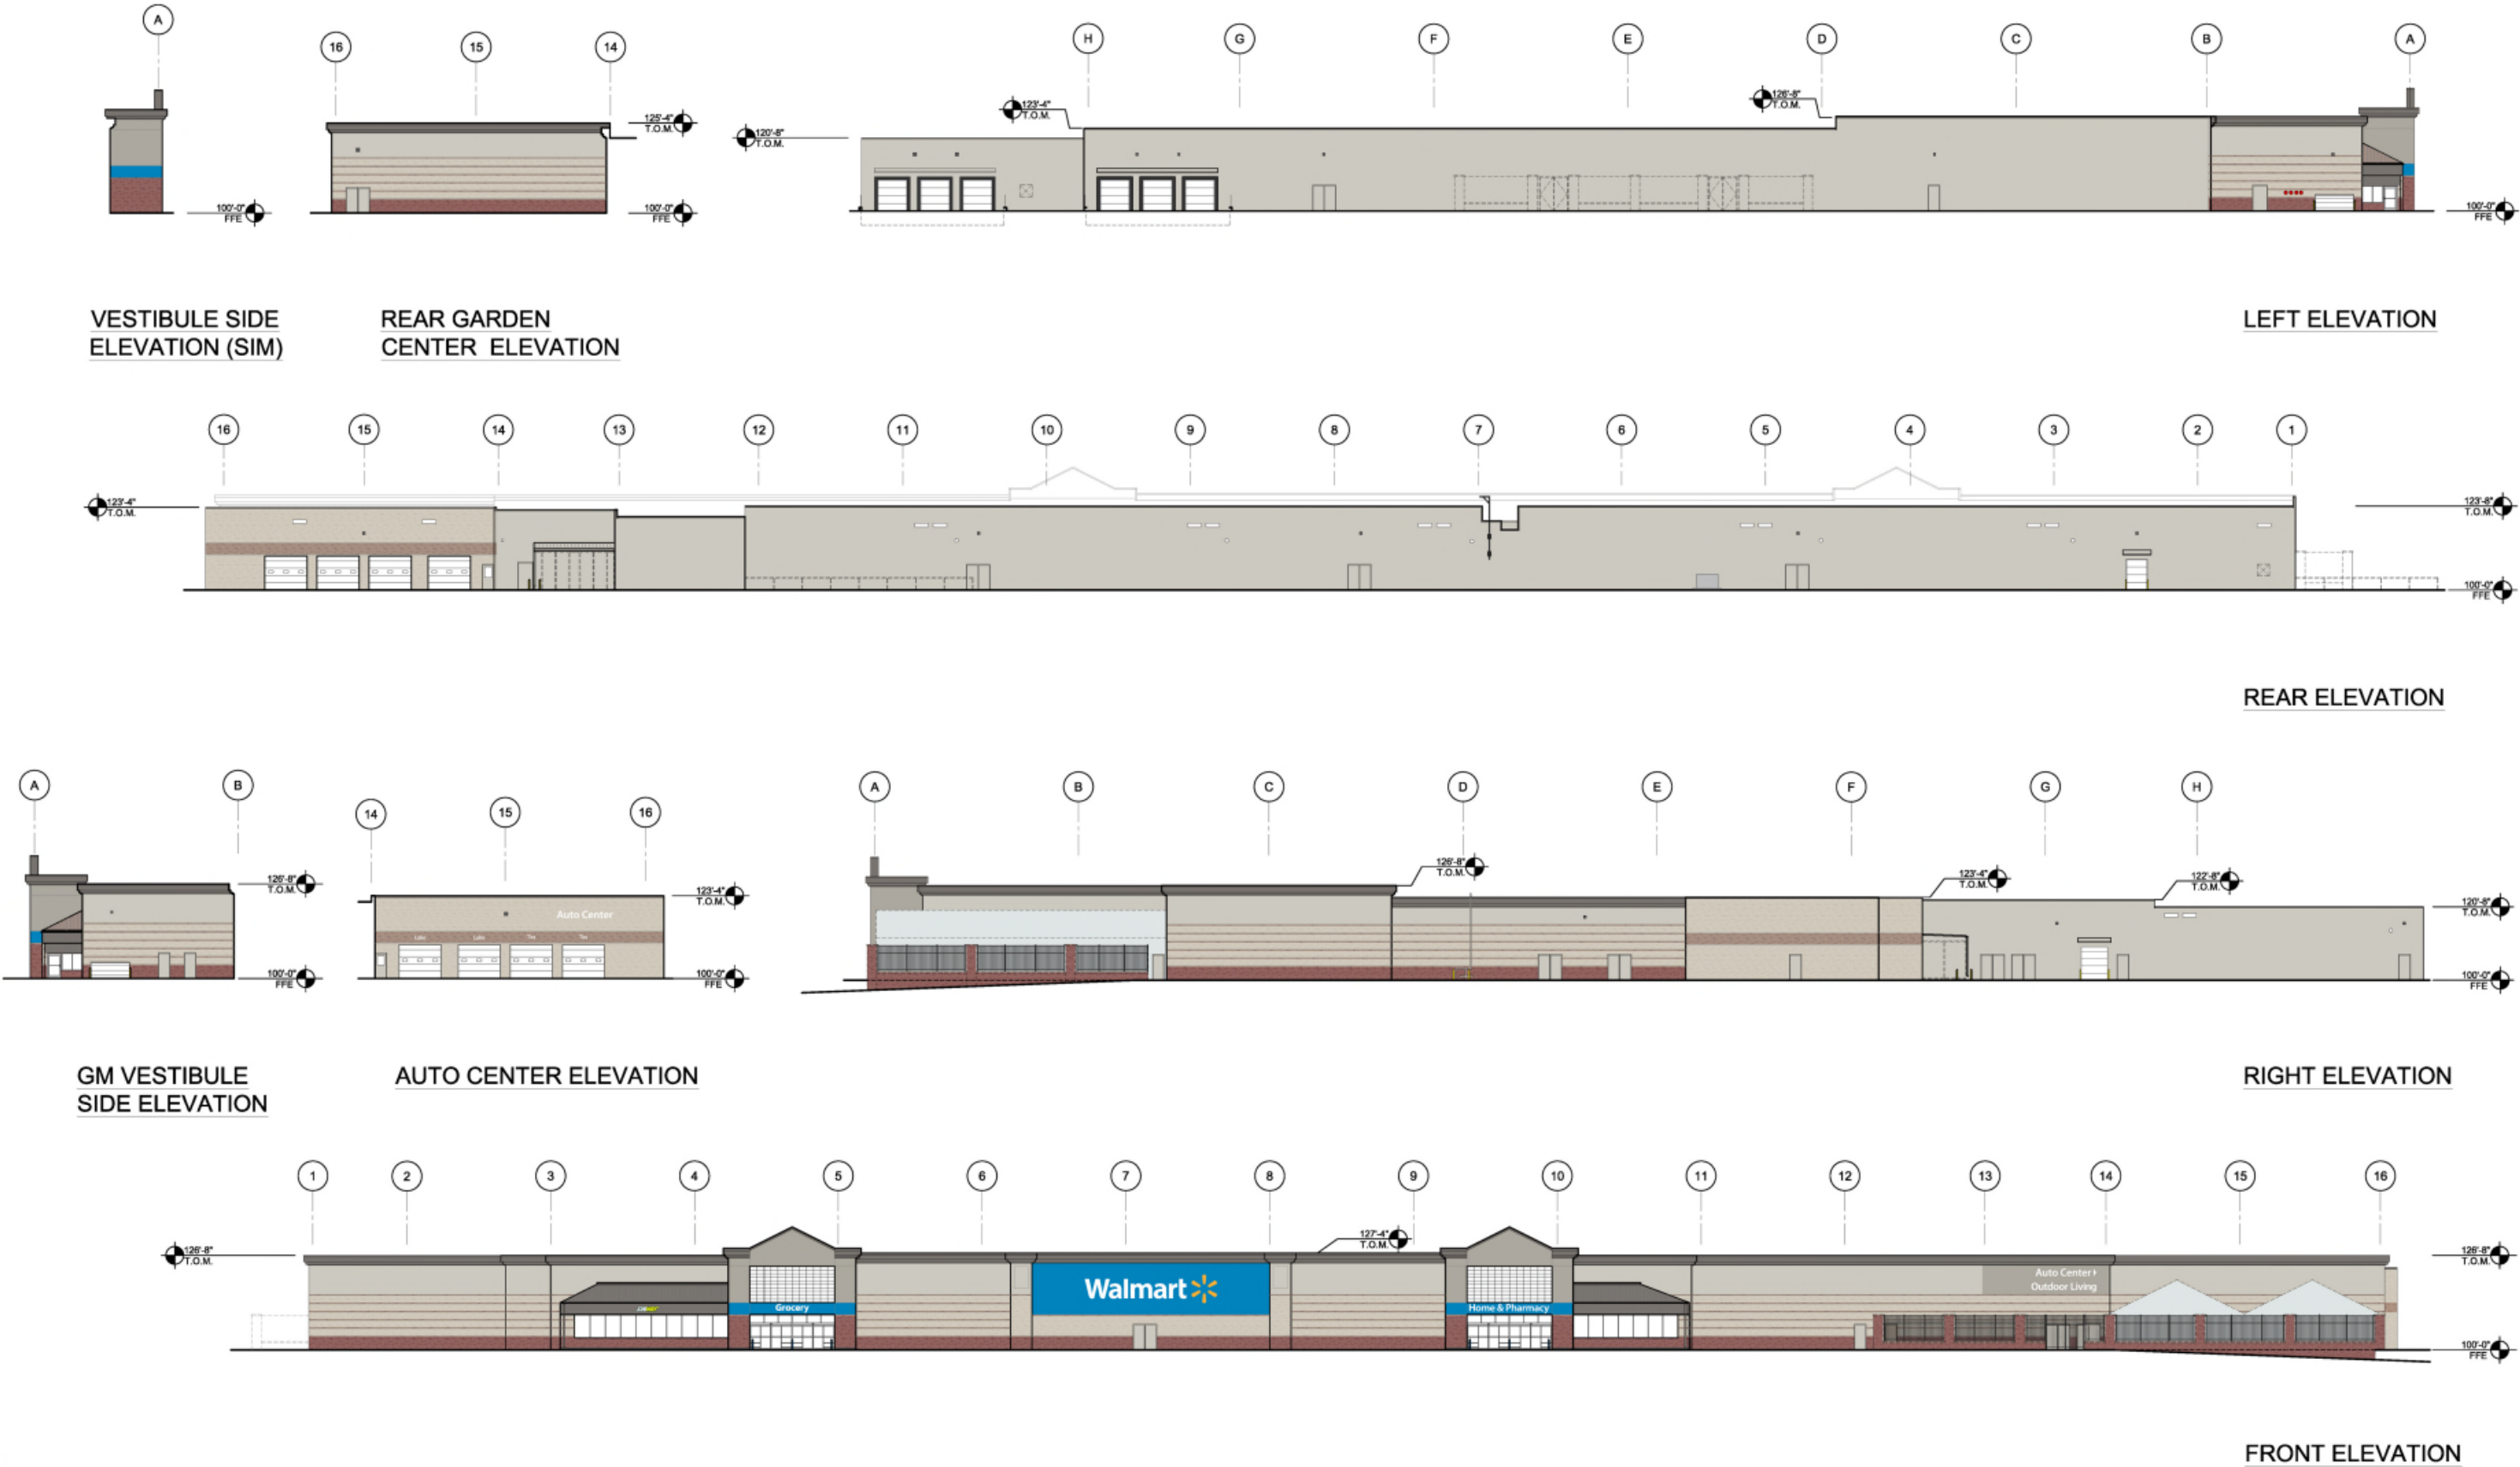 A
16 15 14
H G F E D C B A
125'-4"
T.O.M.
100'-0"
FFE
100'-0"
FFE
123'-4"
T.O.M.
126'-8"
T.O.M.
120'-8"
T.O.M.
100'-0"
FFE
VESTIBULE SIDE
ELEVATION (SIM)
REAR GARDEN
CENTER ELEVATION
LEFT ELEVATION
16 15 14 13 12 11 10 9 8 7 6 5 4 3 2 1
123'-4"
T.O.M.
123'-8"
T.O.M.
100'-0"
FFE
REAR ELEVATION
A B
14 15 16
A B C D E F G H
126'-8"
T.O.M.
100'-0"
FFE
123'-4"
T.O.M.
100'-0"
FFE
Auto Center
Lube Lube Tire Tire
126'-8"
T.O.M.
123'-4"
T.O.M.
122'-8"
T.O.M.
120'-8"
T.O.M.
100'-0"
FFE
GM VESTIBULE
SIDE ELEVATION
AUTO CENTER ELEVATION
RIGHT ELEVATION
1 2 3 4 5 6 7 8 9 10 11 12 13 14 15 16
126'-8"
T.O.M.
127'-4"
T.O.M.
126'-8"
T.O.M.
Walmart
Grocery
Home & Pharmacy
Auto Center
Outdoor Living
100'-0"
FFE
FRONT ELEVATION